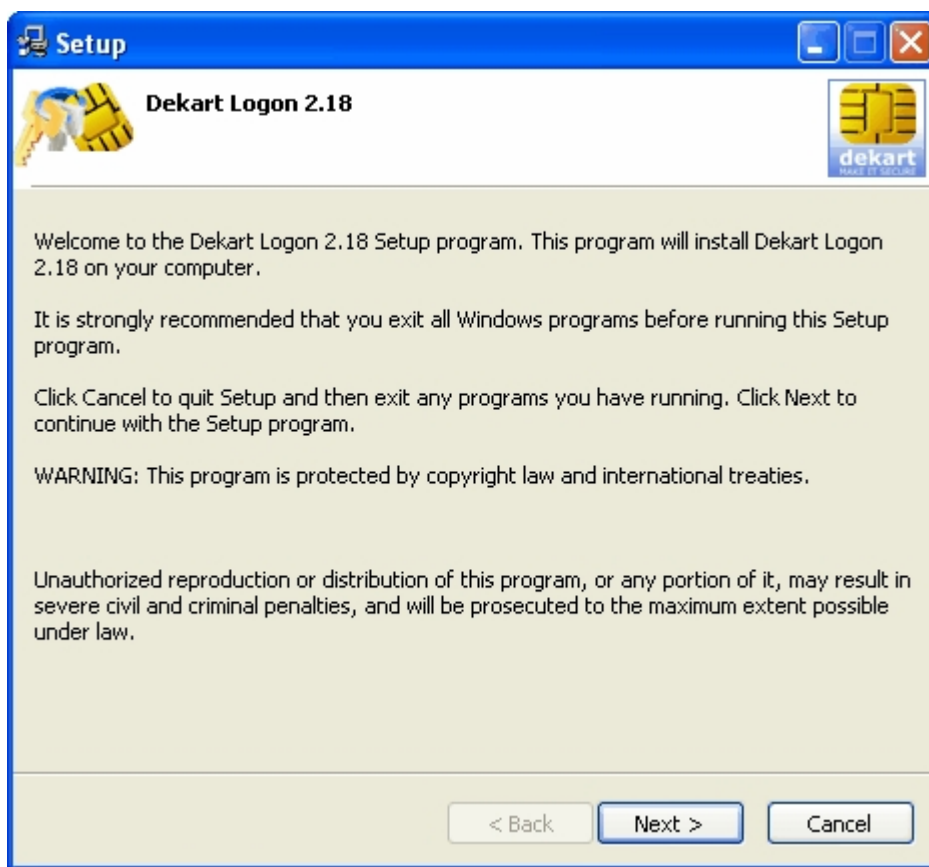 Setup
Dekart Logon 2.18
dekart
MAKE IT SECURE
Welcome to the Dekart Logon 2.18 Setup program. This program will install Dekart Logon
2.18 on your computer.
It is strongly recommended that you exit all Windows programs before running this Setup
program.
Click Cancel to quit Setup and then exit any programs you have running. Click Next to
continue with the Setup program.
WARNING: This program is protected by copyright law and international treaties.
Unauthorized reproduction or distribution of this program, or any portion of it, may result in
severe civil and criminal penalties, and will be prosecuted to the maximum extent possible
under law.
< Back
Next >
Cancel